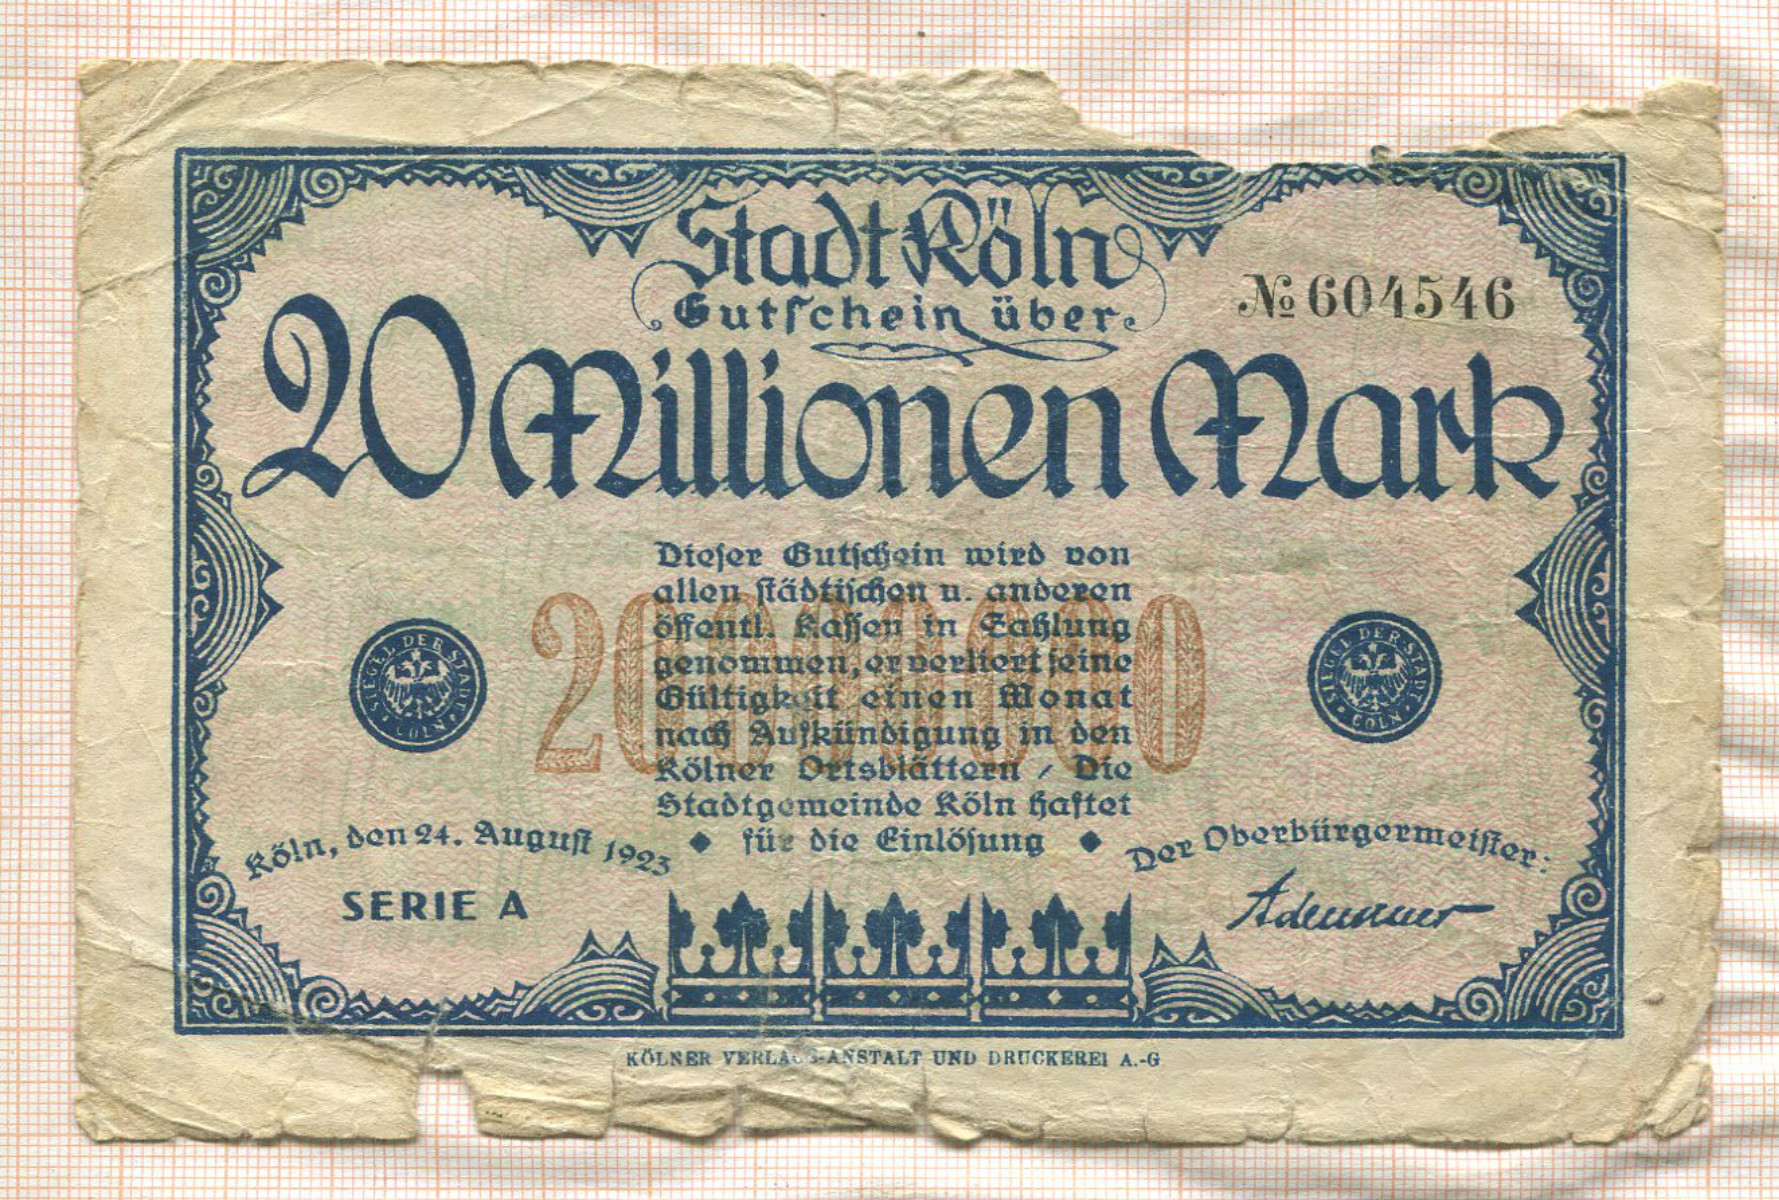 Stadt Köln
Gutschein über
№ 604546
20 Millionen Mark
20000000
Dieser Gutschein wird von
allen städtischen u. anderen
öffentl. Kassen in Zahlung
genommen, er verliert seine
Gültigkeit einen Monat
nach Aufkündigung in den
Kölner Ortsblättern / Die
Stadtgemeinde Köln haftet
für die Einlösung
SIEGEL DER STADT CÖLN
SIEGEL DER STADT CÖLN
Köln, den 24. August 1923
SERIE A
Der Oberbürgermeister:
Adenauer
KÖLNER VERLAGS-ANSTALT UND DRUCKEREI A.-G